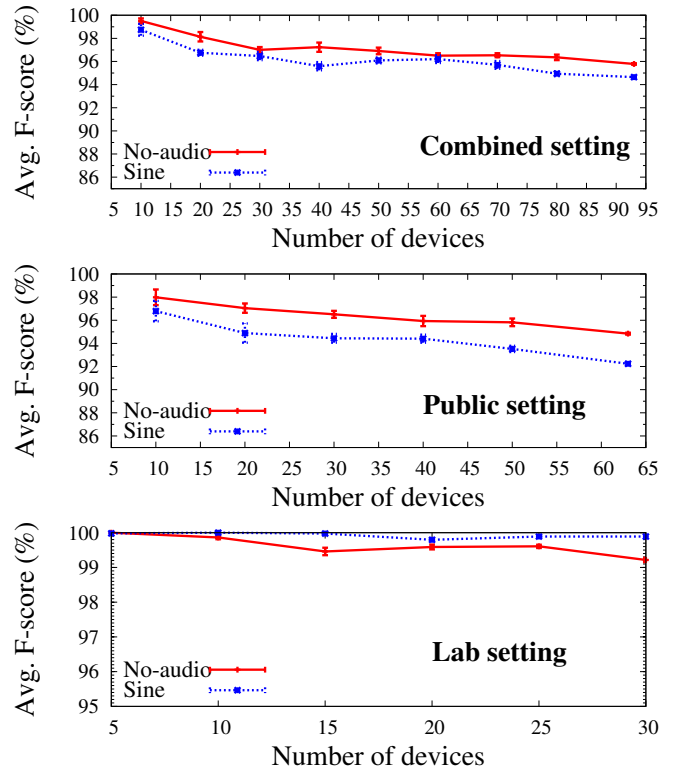 100
98
96
94
92
90
88
86
Avg. F-score (%)
No-audio
Sine
Combined setting
5 10 15 20 25 30 35 40 45 50 55 60 65 70 75 80 85 90 95
Number of devices
100
98
96
94
92
90
88
86
Avg. F-score (%)
No-audio
Sine
Public setting
5 10 15 20 25 30 35 40 45 50 55 60 65
Number of devices
100
99
98
97
96
95
Avg. F-score (%)
No-audio
Sine
Lab setting
5 10 15 20 25 30
Number of devices